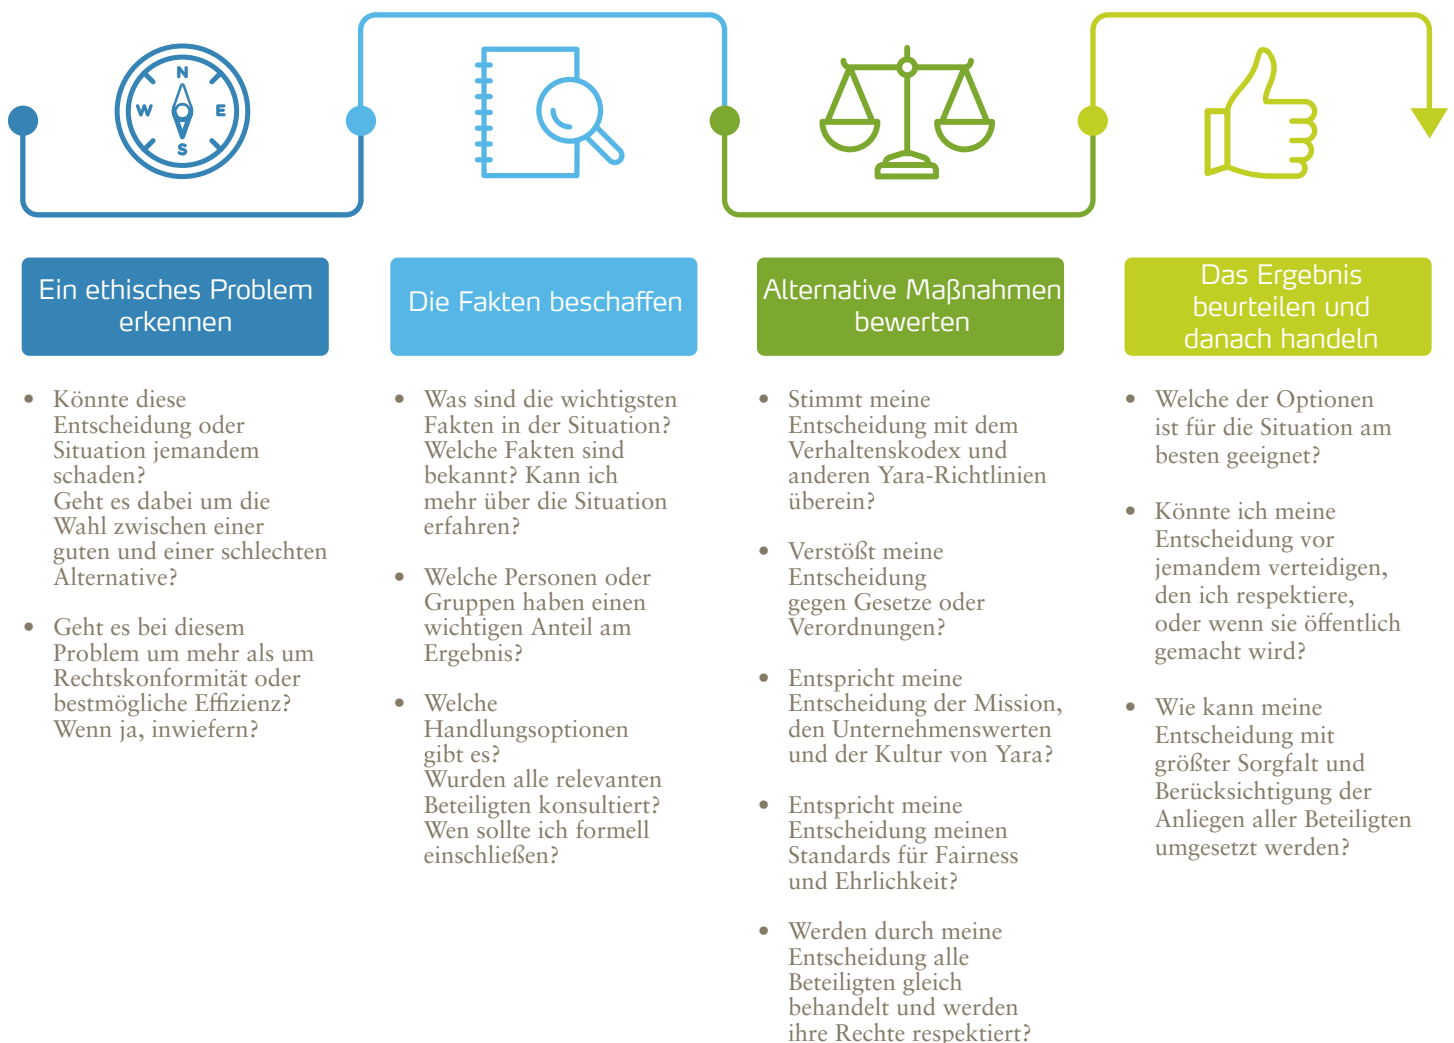 N
W
E
S
Ein ethisches Problem
erkennen
• Könnte diese
Entscheidung oder
Situation jemandem
schaden?
Geht es dabei um die
Wahl zwischen einer
guten und einer schlechten
Alternative?
• Geht es bei diesem
Problem um mehr als um
Rechtskonformität oder
bestmögliche Effizienz?
Wenn ja, inwiefern?
Die Fakten beschaffen
• Was sind die wichtigsten
Fakten in der Situation?
Welche Fakten sind
bekannt? Kann ich
mehr über die Situation
erfahren?
• Welche Personen oder
Gruppen haben einen
wichtigen Anteil am
Ergebnis?
• Welche
Handlungsoptionen
gibt es?
Wurden alle relevanten
Beteiligten konsultiert?
Wen sollte ich formell
einschließen?
Alternative Maßnahmen
bewerten
• Stimmt meine
Entscheidung mit dem
Verhaltenskodex und
anderen Yara-Richtlinien
überein?
• Verstößt meine
Entscheidung
gegen Gesetze oder
Verordnungen?
• Entspricht meine
Entscheidung der Mission,
den Unternehmenswerten
und der Kultur von Yara?
• Entspricht meine
Entscheidung meinen
Standards für Fairness
und Ehrlichkeit?
• Werden durch meine
Entscheidung alle
Beteiligten gleich
behandelt und werden
ihre Rechte respektiert?
Das Ergebnis
beurteilen und
danach handeln
• Welche der Optionen
ist für die Situation am
besten geeignet?
• Könnte ich meine
Entscheidung vor
jemandem verteidigen,
den ich respektiere,
oder wenn sie öffentlich
gemacht wird?
• Wie kann meine
Entscheidung mit
größter Sorgfalt und
Berücksichtigung der
Anliegen aller Beteiligten
umgesetzt werden?